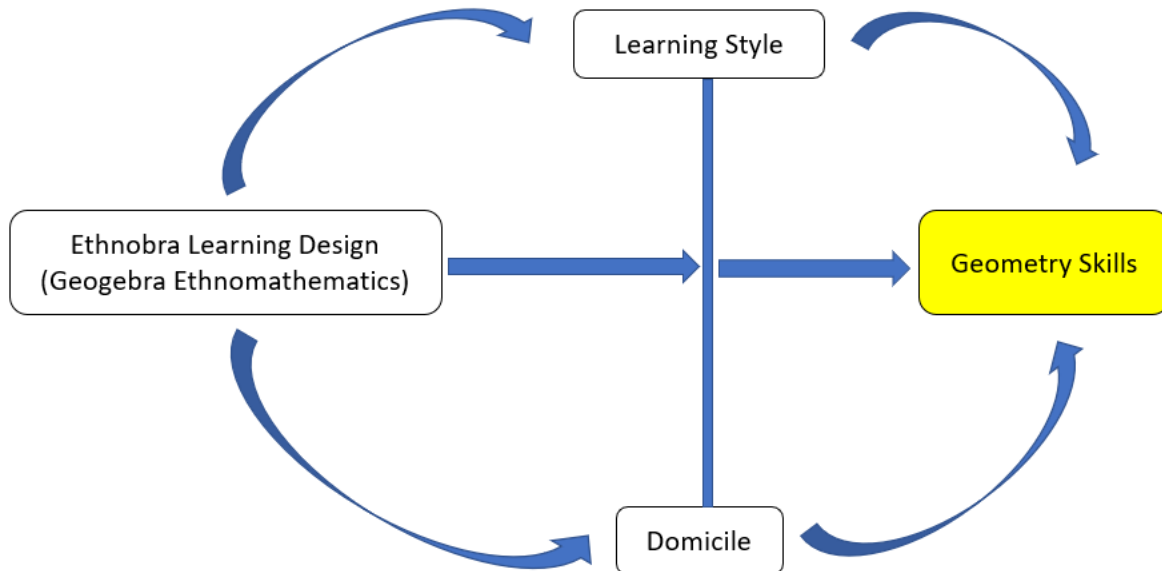 Learning Style
Ethnobra Learning Design
(Geogebra Ethnomathematics)
Geometry Skills
Domicile